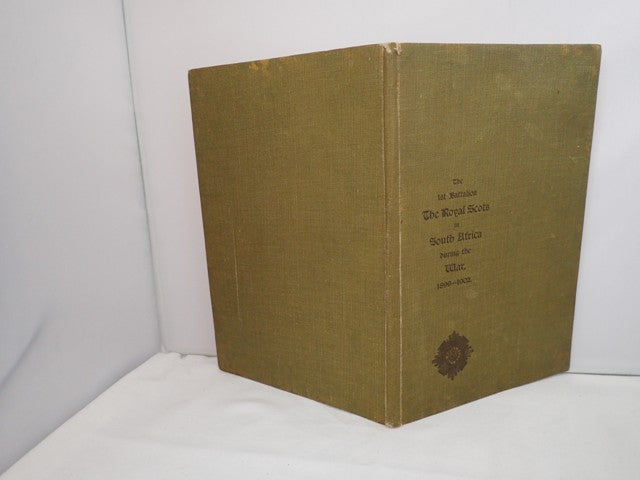 The
1st Battalion
The Royal Scots
in
South Africa
during the
War,
1899-1902.